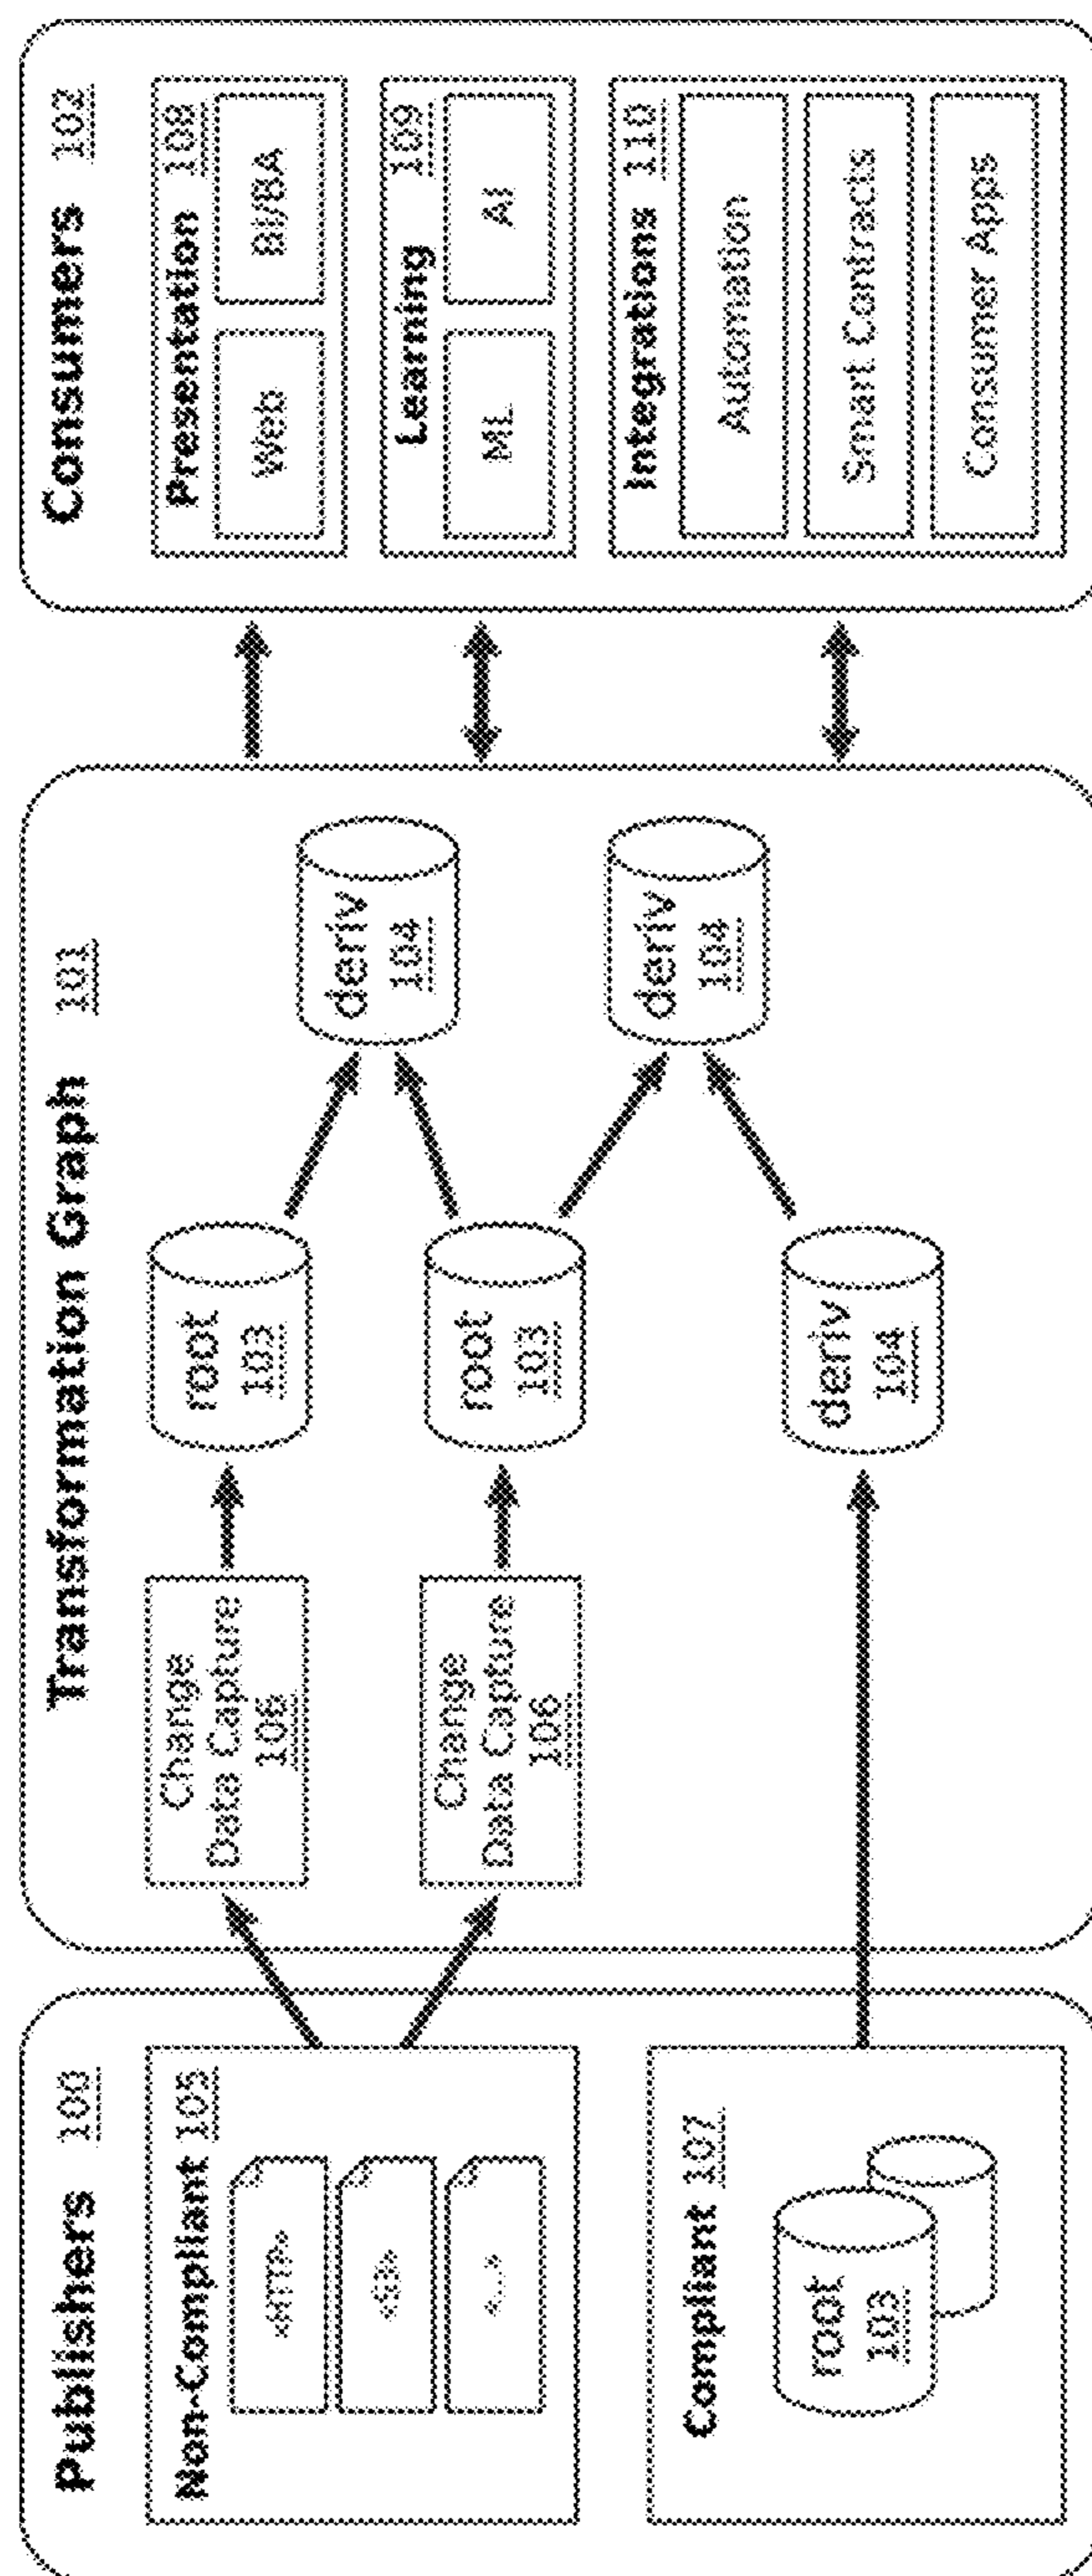 Publishers 100
Non-Compliant 105
Compliant 107
root
103
Transformation Graph 101
Change
Data Capture
106
Change
Data Capture
106
root
103
root
103
deriv
104
deriv
104
deriv
104
Consumers 102
Presentation 108
Web
BI/BA
Learning 109
ML
AI
Integrations 110
Automation
Smart Contracts
Consumer Apps